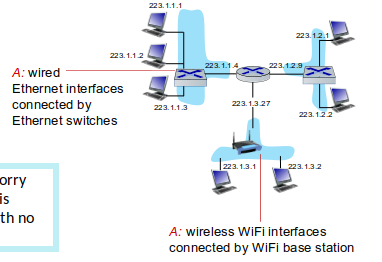 223.1.1.1
223.1.2.1
223.1.1.2
223.1.1.4
223.1.2.9
A: wired
Ethernet interfaces
connected by
Ethernet switches
223.1.1.3
223.1.3.27
223.1.2.2
223.1.3.1
223.1.3.2
orry
is
th no
A: wireless WiFi interfaces
connected by WiFi base station